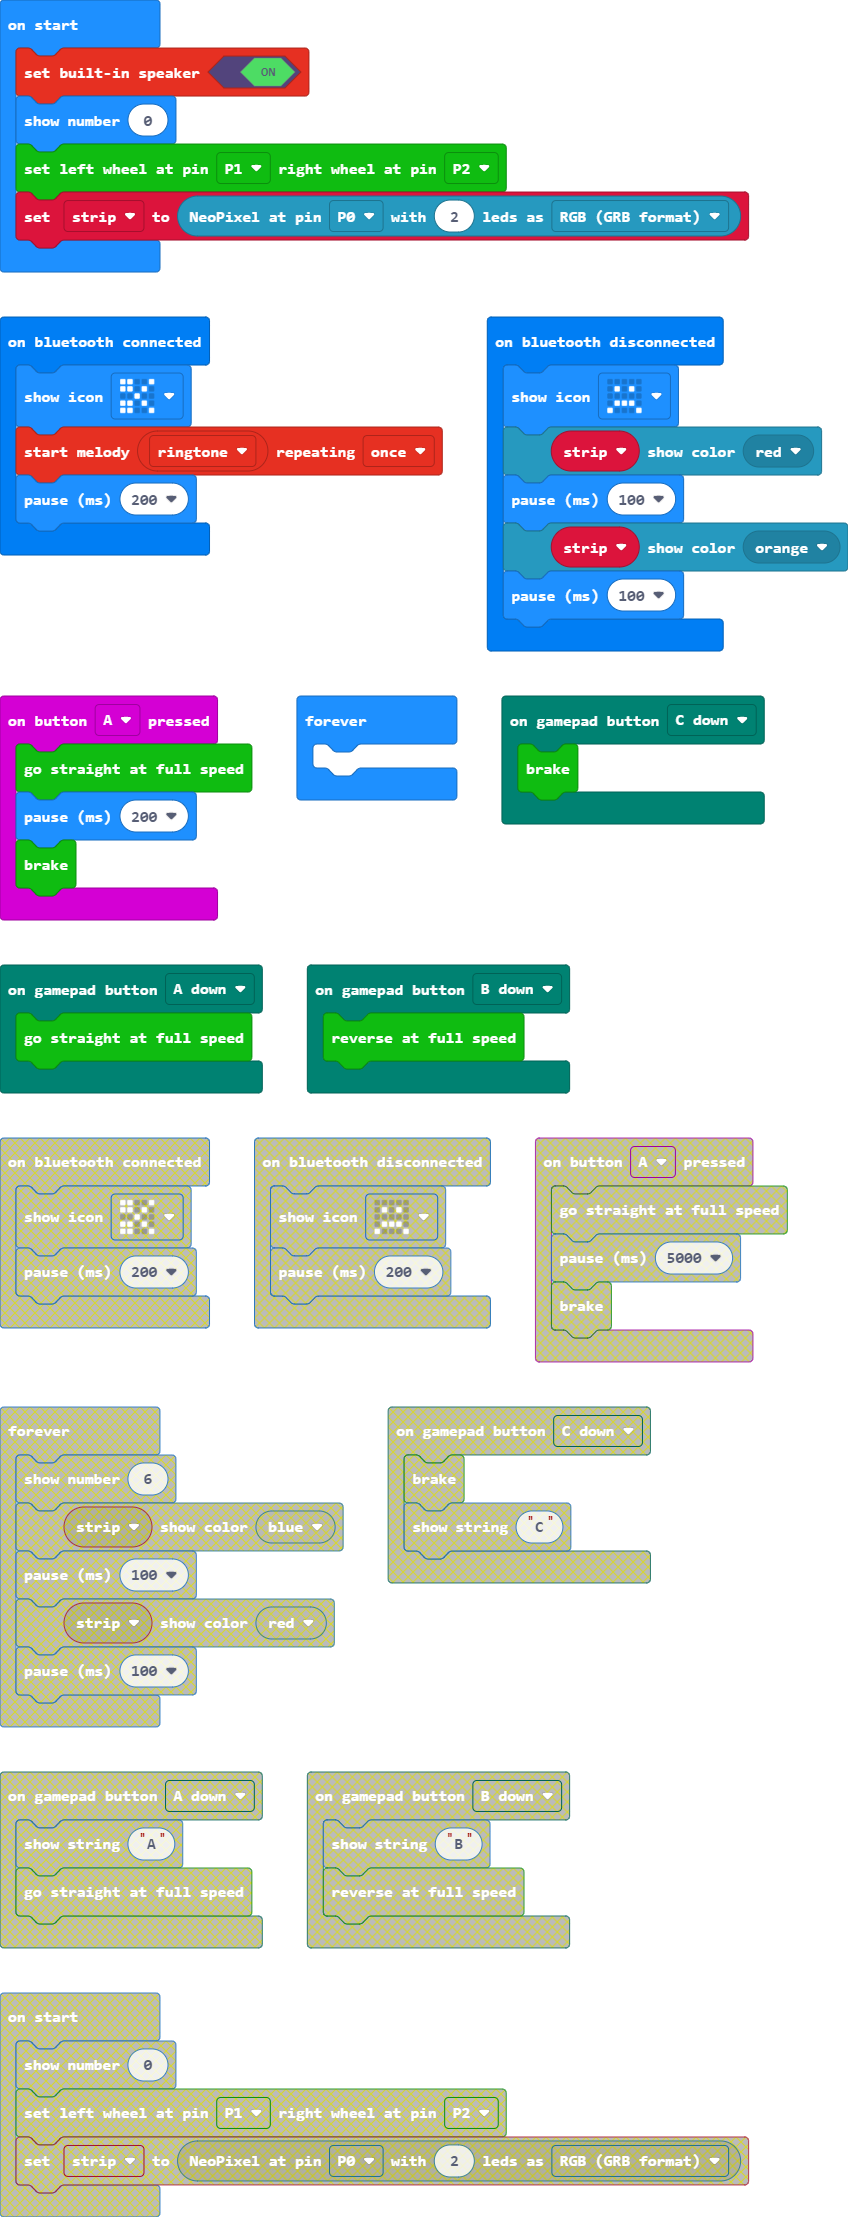 on start
set built-in speaker ON
show number 0
set left wheel at pin P1 right wheel at pin P2
set strip to NeoPixel at pin P0 with 2 leds as RGB (GRB format)
on bluetooth connected
show icon
start melody ringtone repeating once
pause (ms) 200
on bluetooth disconnected
show icon
strip show color red
pause (ms) 100
strip show color orange
pause (ms) 100
on button A pressed
go straight at full speed
pause (ms) 200
brake
forever
on gamepad button C down
brake
on gamepad button A down
go straight at full speed
on gamepad button B down
reverse at full speed
on bluetooth connected
show icon
pause (ms) 200
on bluetooth disconnected
show icon
pause (ms) 200
on button A pressed
go straight at full speed
pause (ms) 5000
brake
forever
show number 6
strip show color blue
pause (ms) 100
strip show color red
pause (ms) 100
on gamepad button C down
brake
show string "C"
on gamepad button A down
show string "A"
go straight at full speed
on gamepad button B down
show string "B"
reverse at full speed
on start
show number 0
set left wheel at pin P1 right wheel at pin P2
set strip to NeoPixel at pin P0 with 2 leds as RGB (GRB format)